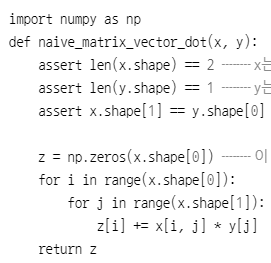 import numpy as np
def naive_matrix_vector_dot(x, y):
    assert len(x.shape) == 2 -------- x는
    assert len(y.shape) == 1 -------- y는
    assert x.shape[1] == y.shape[0]
    z = np.zeros(x.shape[0]) -------- 이
    for i in range(x.shape[0]):
        for j in range(x.shape[1]):
            z[i] += x[i, j] * y[j]
    return z